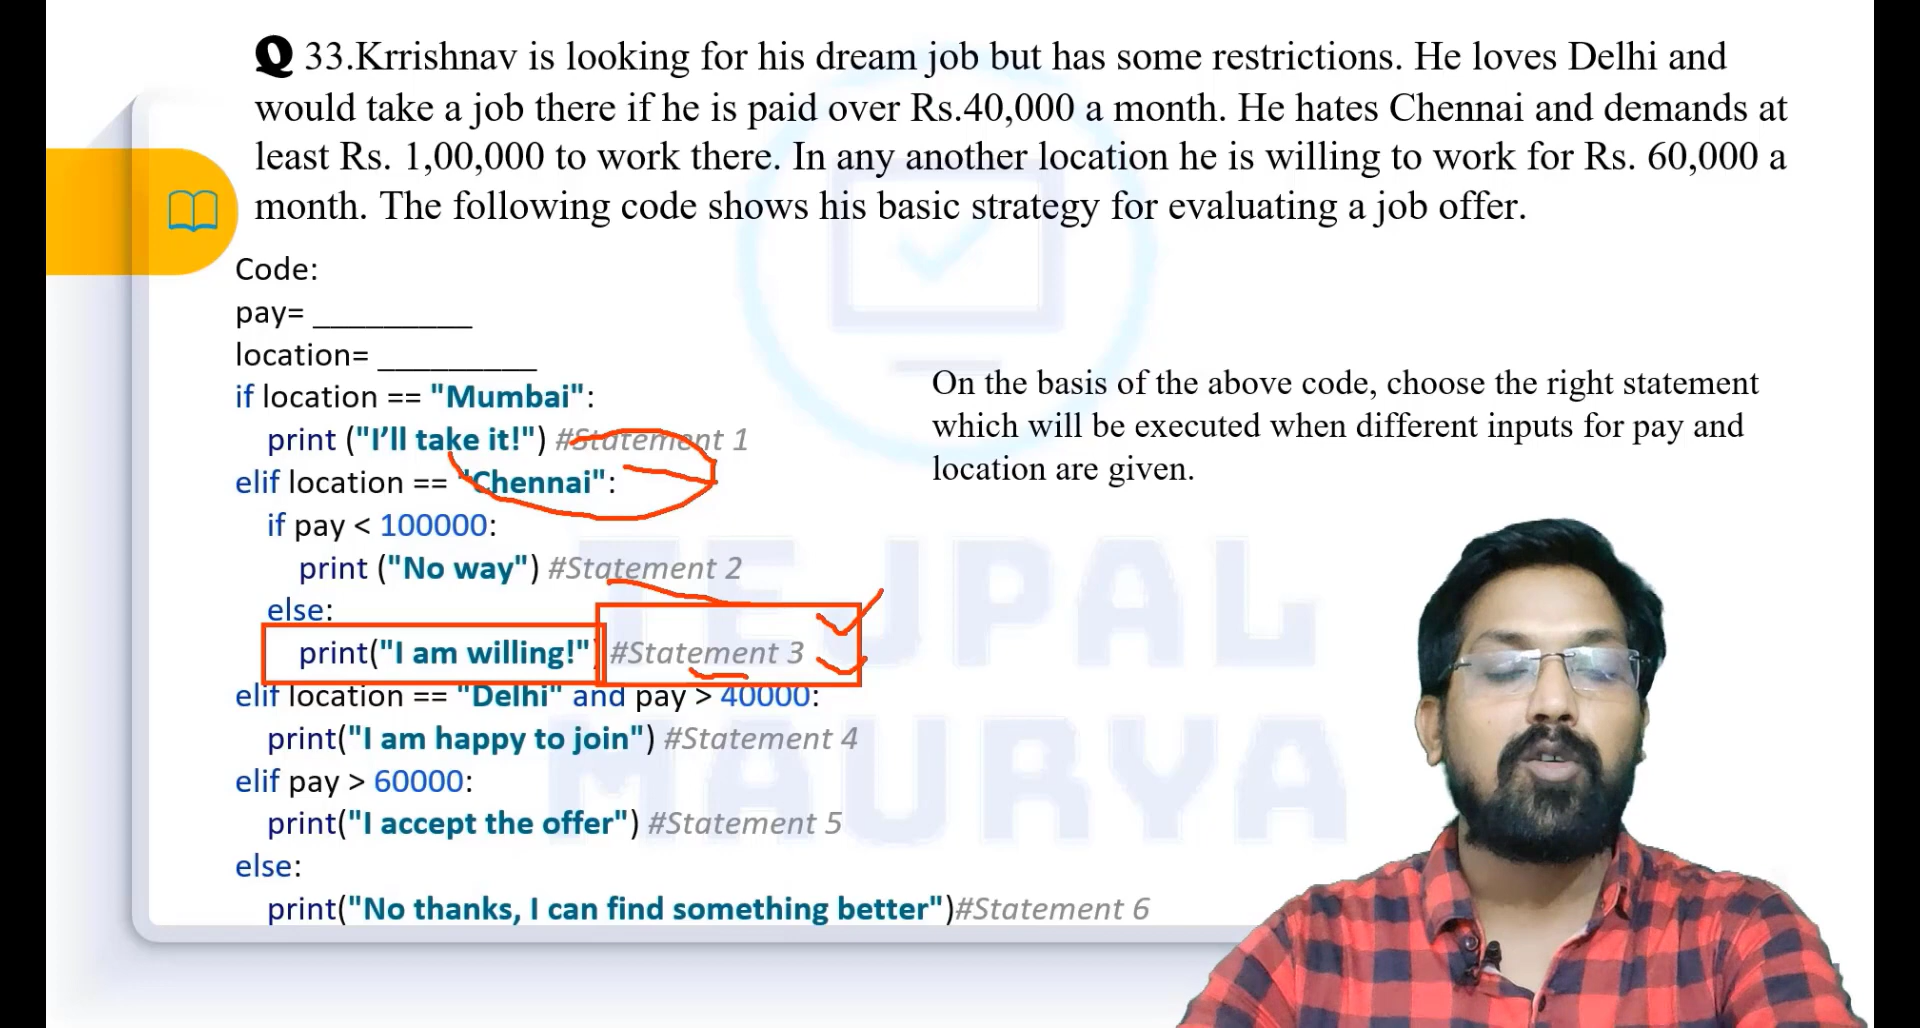 Q 33.Krrishnav is looking for his dream job but has some restrictions. He loves Delhi and
would take a job there if he is paid over Rs.40,000 a month. He hates Chennai and demands at
least Rs. 1,00,000 to work there. In any another location he is willing to work for Rs. 60,000 a
month. The following code shows his basic strategy for evaluating a job offer.
Code:
pay= _________
location= _________
if location == "Mumbai":
print ("I’ll take it!") #Statement 1
elif location == "Chennai":
if pay < 100000:
print ("No way") #Statement 2
else:
print("I am willing!") #Statement 3
elif location == "Delhi" and pay > 40000:
print("I am happy to join") #Statement 4
elif pay > 60000:
print("I accept the offer") #Statement 5
else:
print("No thanks, I can find something better")#Statement 6
On the basis of the above code, choose the right statement
which will be executed when different inputs for pay and
location are given.
TEJPAL
MAURYA